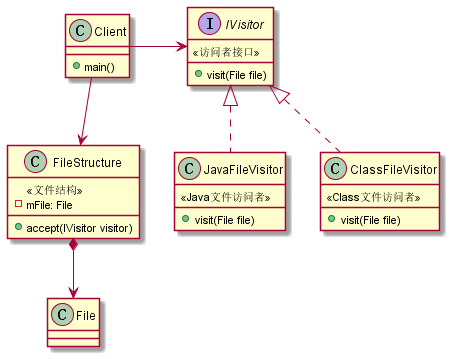 C Client
+ main()
I IVisitor
«访问者接口»
visit(File file)
C FileStructure
«文件结构»
mFile: File
accept(IVisitor visitor)
C JavaFileVisitor
«Java文件访问者»
visit(File file)
C ClassFileVisitor
«Class文件访问者»
visit(File file)
C File